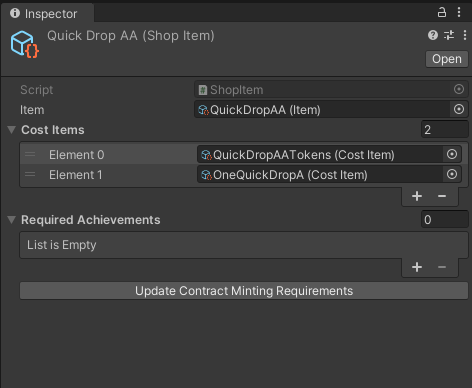 Inspector
Quick Drop AA (Shop Item)
Open
Script ShopItem
Item QuickDropAA (Item)
Cost Items 2
Element 0 QuickDropAATokens (Cost Item)
Element 1 OneQuickDropA (Cost Item)
Required Achievements 0
List is Empty
Update Contract Minting Requirements